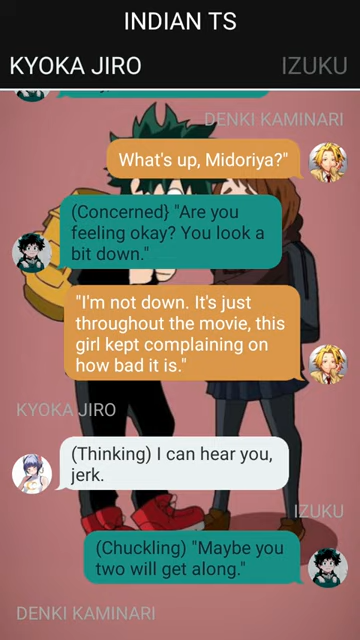 INDIAN TS
KYOKA JIRO
IZUKU
DENKI KAMINARI
What's up, Midoriya?"
(Concerned} "Are you
feeling okay? You look a
bit down."
"I'm not down. It's just
throughout the movie, this
girl kept complaining on
how bad it is."
KYOKA JIRO
(Thinking) I can hear you,
jerk.
IZUKU
(Chuckling) "Maybe you
two will get along."
DENKI KAMINARI